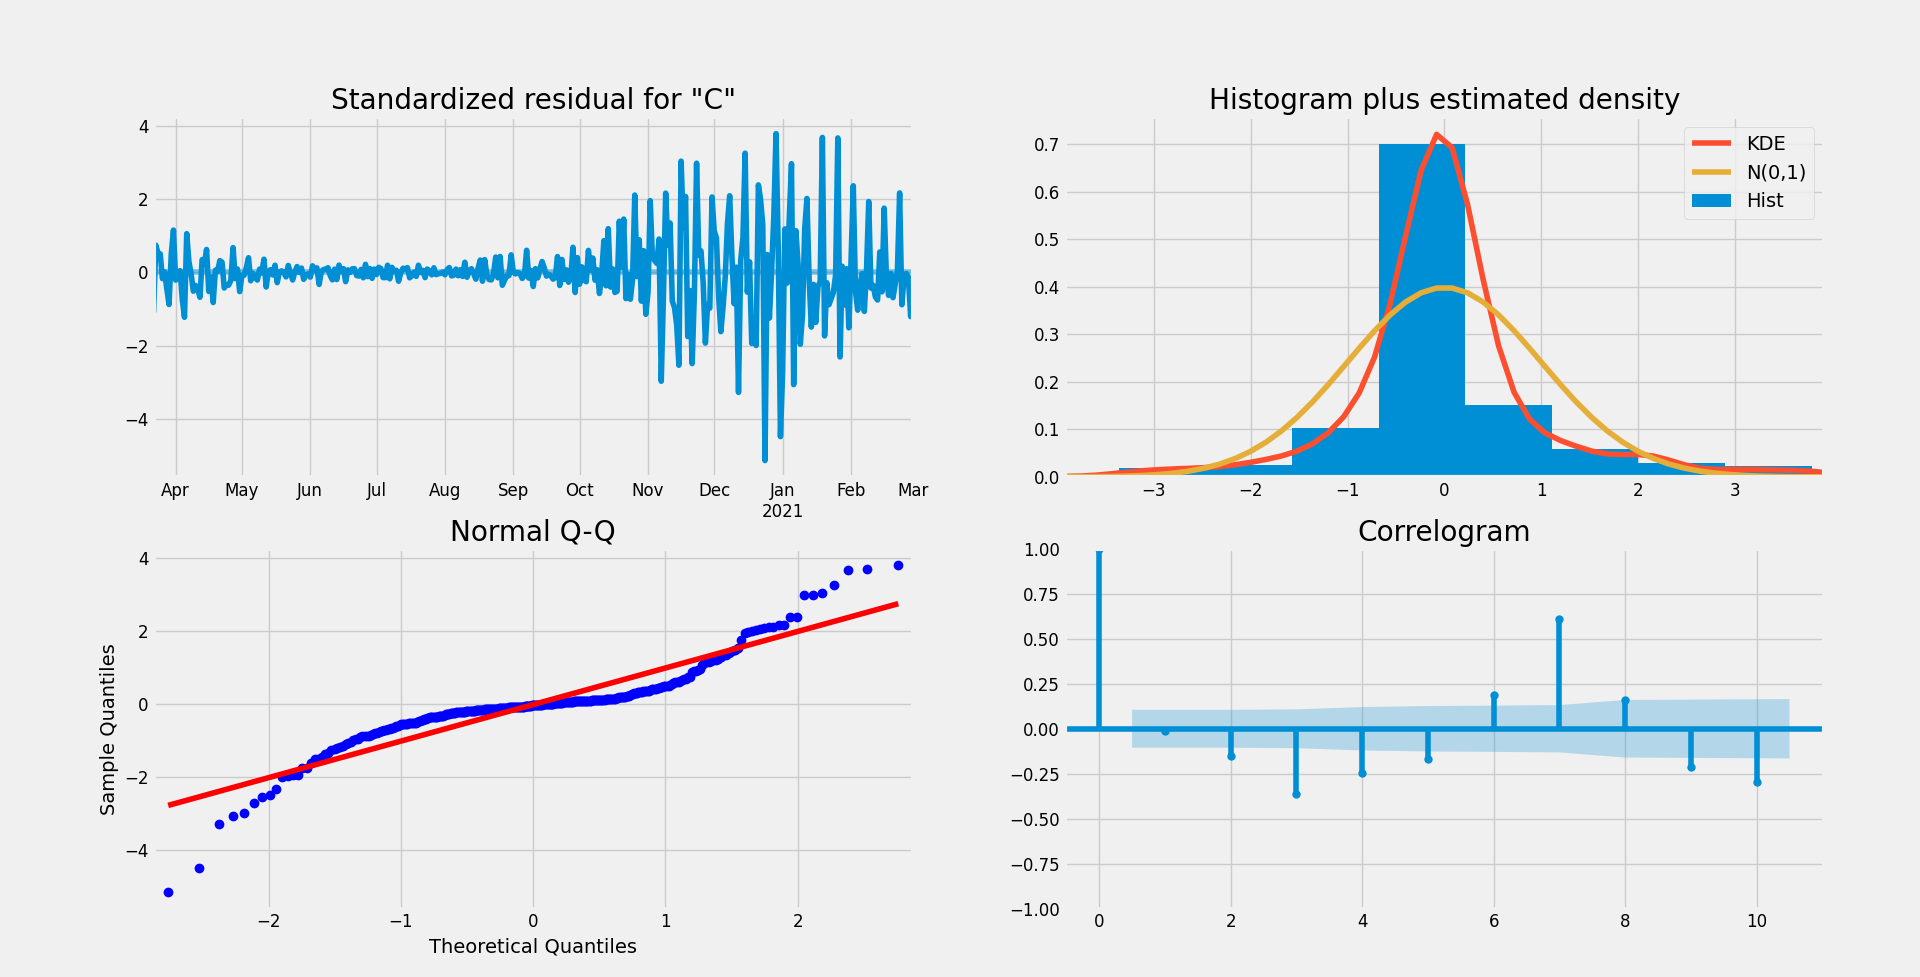 Standardized residual for "C"
4
2
0
−2
−4
Apr May Jun Jul Aug Sep Oct Nov Dec Jan Feb Mar
2021
Histogram plus estimated density
0.7
0.6
0.5
0.4
0.3
0.2
0.1
0.0
−3 −2 −1 0 1 2 3
KDE
N(0,1)
Hist
Normal Q-Q
Sample Quantiles
4
2
0
−2
−4
−2 −1 0 1 2
Theoretical Quantiles
Correlogram
1.00
0.75
0.50
0.25
0.00
−0.25
−0.50
−0.75
−1.00
0 2 4 6 8 10